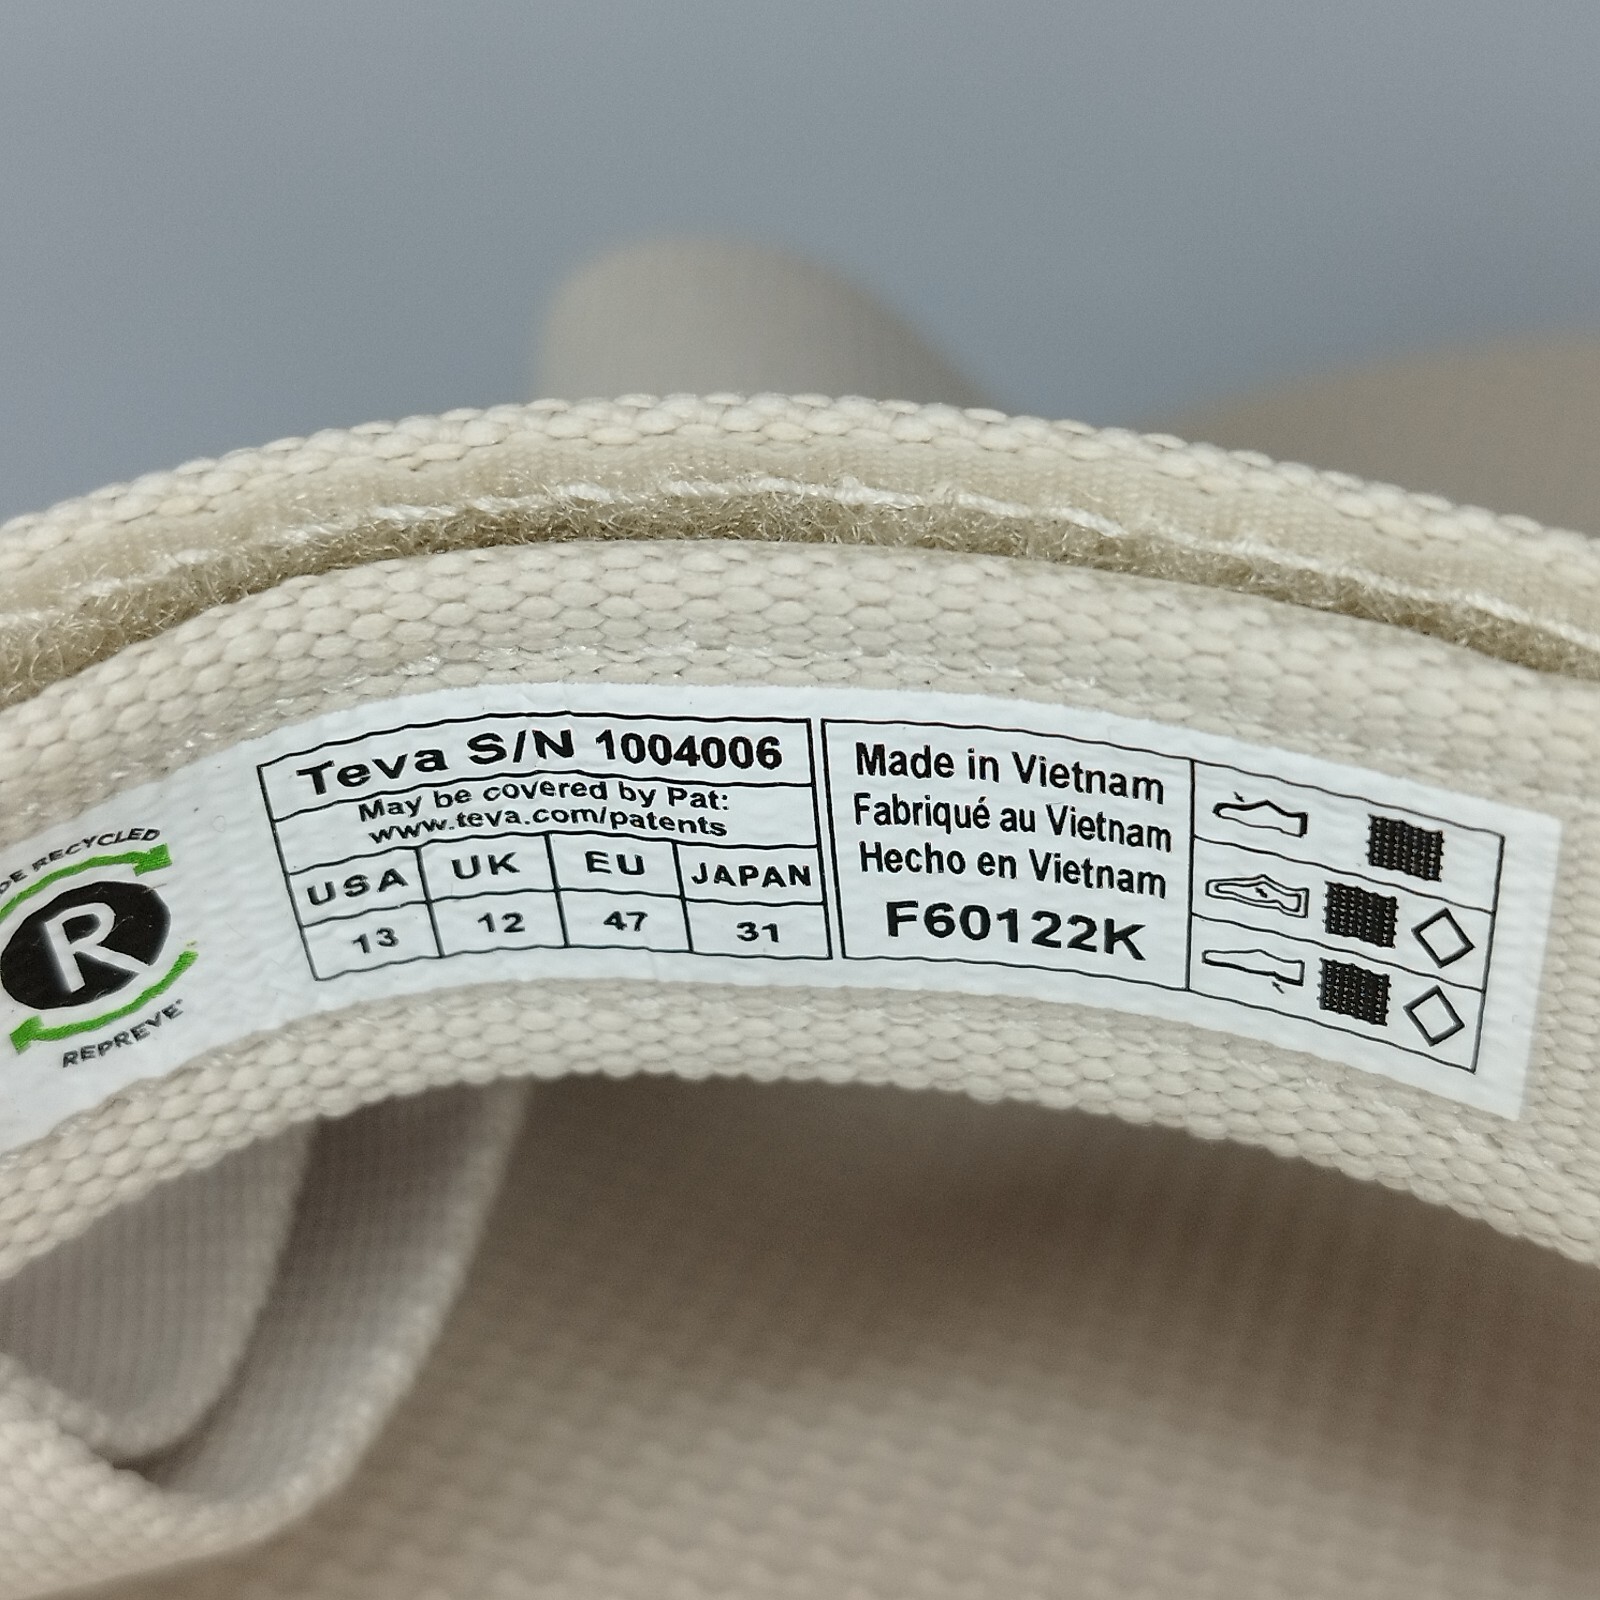 DE RECYCLED
R
REPREVE
Teva S/N 1004006
May be covered by Pat:
www.teva.com/patents
USA UK EU JAPAN
13 12 47 31
Made in Vietnam
Fabriqué au Vietnam
Hecho en Vietnam
F60122K